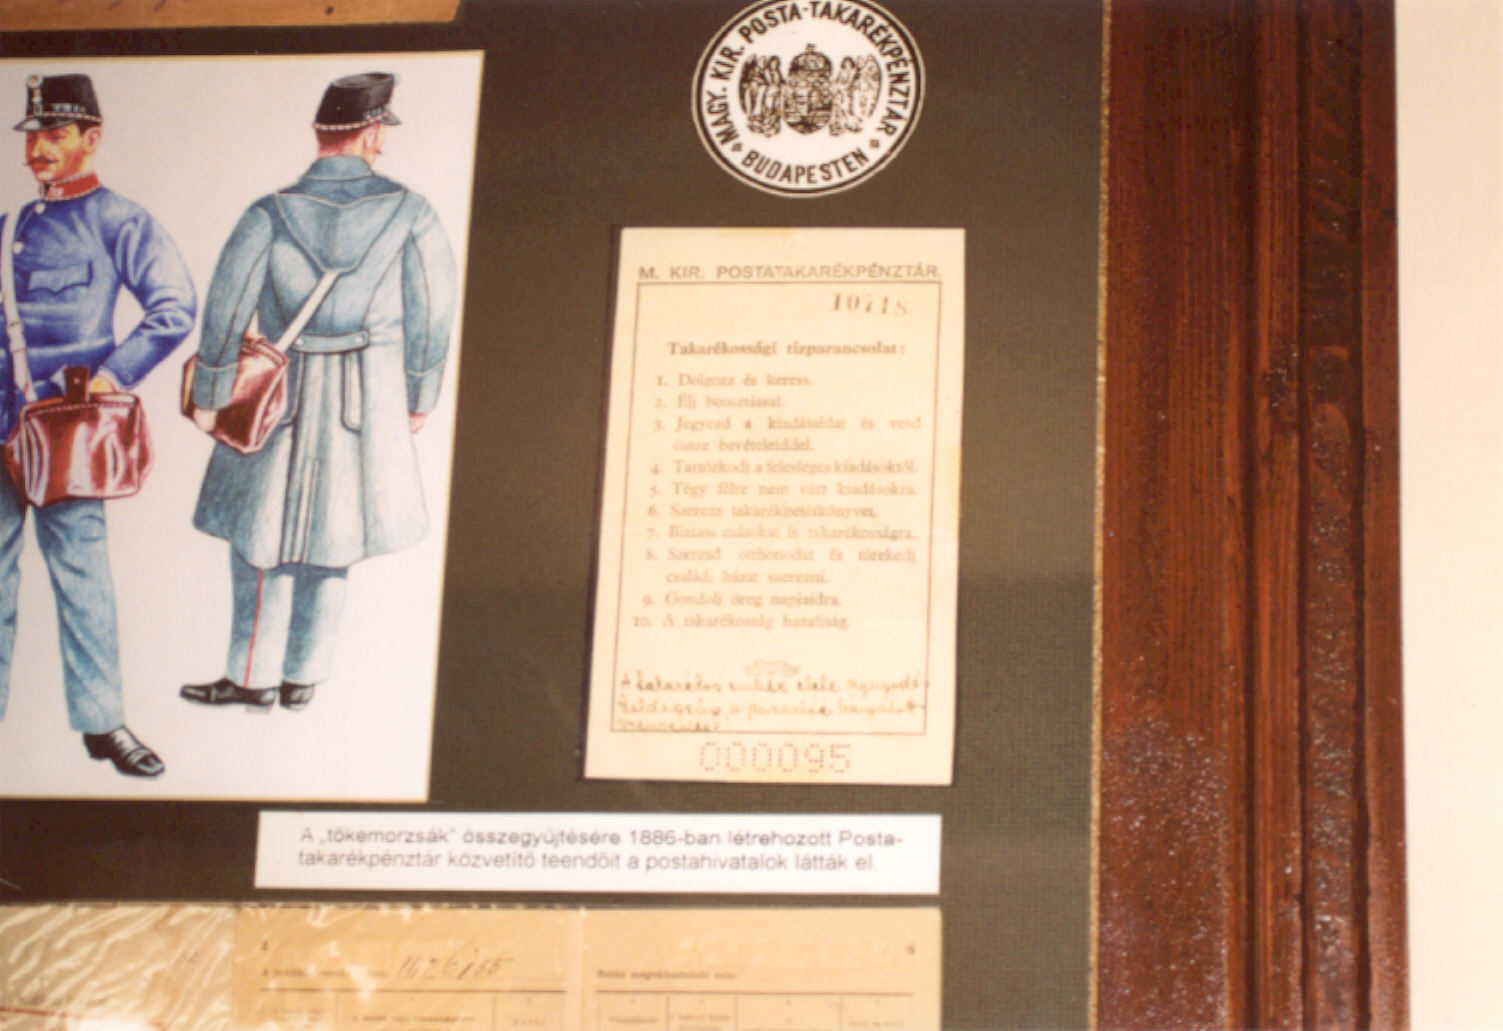 MAGY. KIR. POSTA-TAKARÉKPÉNZTÁR
BUDAPESTEN
M. KIR. POSTATAKARÉKPÉNZTÁR.
10718
Takarékossági tízparancsolat:
1. Dolgozz és keress.
2. Élj beosztással.
3. Jegyezd a kiadásaidat és vesd
össze bevételeiddel.
4. Tartózkodj a felesleges kiadásoktól.
5. Tégy félre nem várt kiadásokra.
6. Szerezz takarékbetétkönyvet.
7. Biztass másokat is takarékosságra.
8. Szeresd otthonodat és törekedj
családi házat szerezni.
9. Gondolj öreg napjaidra.
10. A takarékosság hazafiság.
A takarékos ember élete
000095
A „tőkemorzsák" összegyűjtésére 1886-ban létrehozott Posta-
takarékpénztár közvetítő teendőit a postahivatalok látták el.